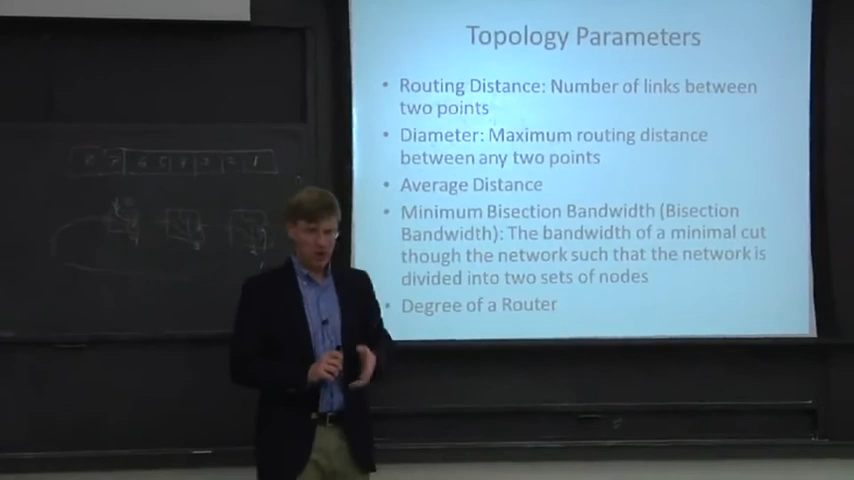 Topology Parameters
• Routing Distance: Number of links between
two points
• Diameter: Maximum routing distance
between any two points
• Average Distance
• Minimum Bisection Bandwidth (Bisection
Bandwidth): The bandwidth of a minimal cut
though the network such that the network is
divided into two sets of nodes
• Degree of a Router